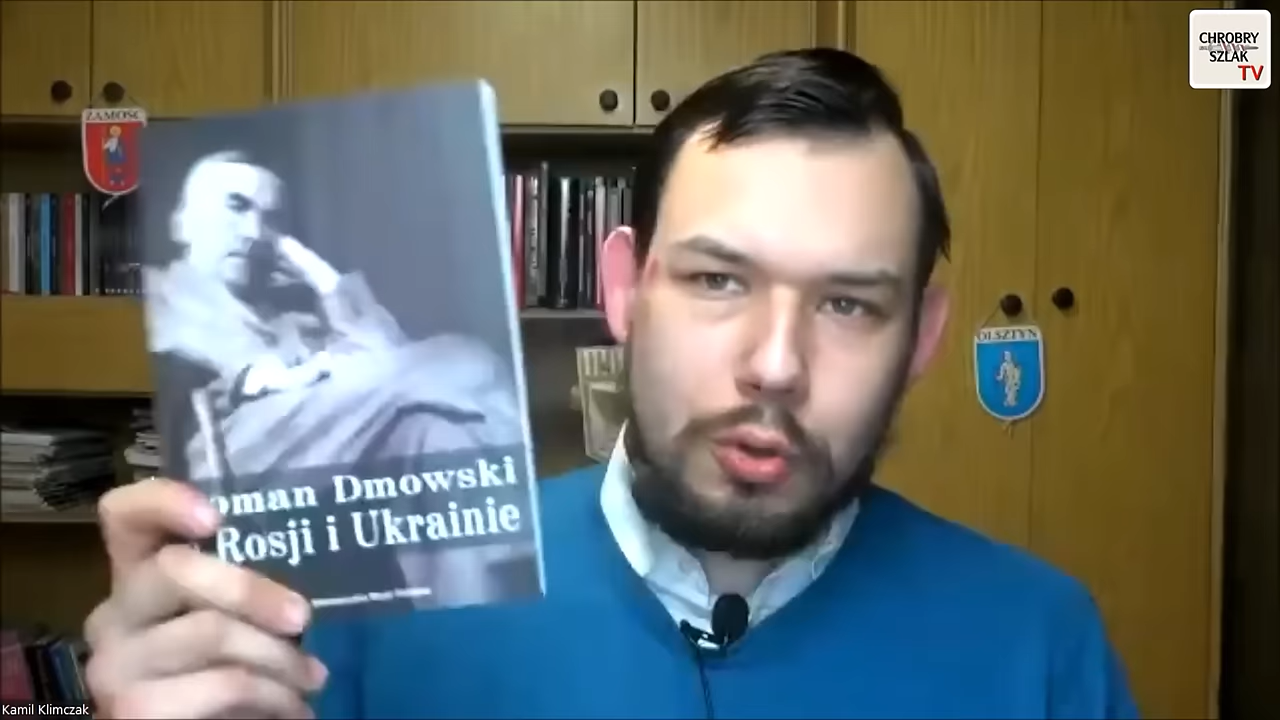 CHROBRY
SZLAK
TV
ZAMOŚĆ
OLSZTYN
oman Dmowski
Rosji i Ukrainie
Kamil Klimczak